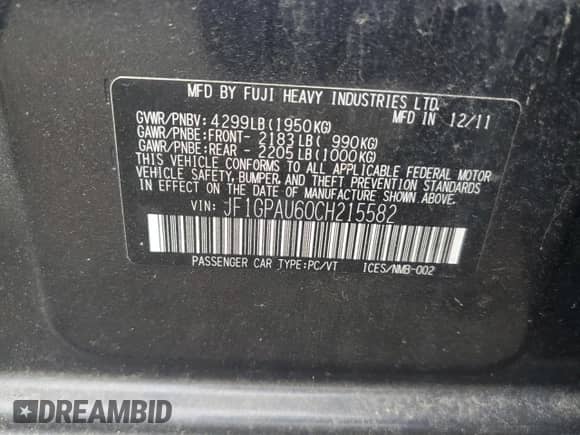 MFD BY FUJI HEAVY INDUSTRIES LTD.
GVWR/PNBV: 4299LB(1950KG) MFD IN 12/11
GAWR/PNBE:FRONT- 2183LB( 990KG)
GAWR/PNBE:REAR - 2205LB(1000KG)
THIS VEHICLE CONFORMS TO ALL APPLICABLE FEDERAL MOTOR
VEHICLE SAFETY, BUMPER, AND THEFT PREVENTION STANDARDS
IN EFFECT ON THE DATE OF MANUFACTURE SHOWN ABOVE.
VIN: JF1GPAU60CH215582
PASSENGER CAR TYPE:PC/VT ICES/NMB-002
DREAMBID